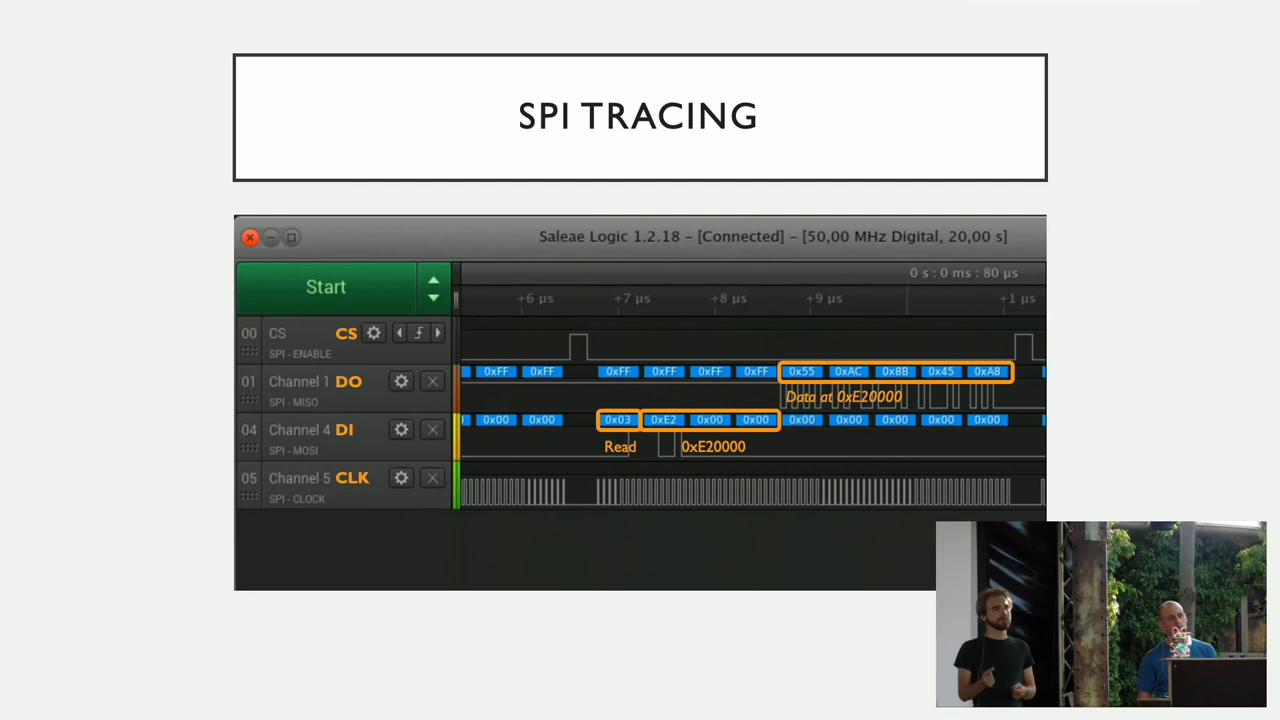 SPI TRACING
Saleae Logic 1.2.18 – [Connected] – [50,00 MHz Digital, 20,00 s]
Start
0 s : 0 ms : 80 µs
+6 µs +7 µs +8 µs +9 µs +1 µs
00 CS CS
SPI - ENABLE
0xFF 0xFF 0xFF 0xFF 0xFF 0xFF 0x55 0xAC 0x8B 0x45 0xA8
01 Channel 1 DO
Data at 0xE20000
SPI - MISO
0x00 0x00 0x03 0xE2 0x00 0x00 0x00 0x00 0x00 0x00 0x00
04 Channel 4 DI
Read 0xE20000
SPI - MOSI
05 Channel 5 CLK
SPI - CLOCK